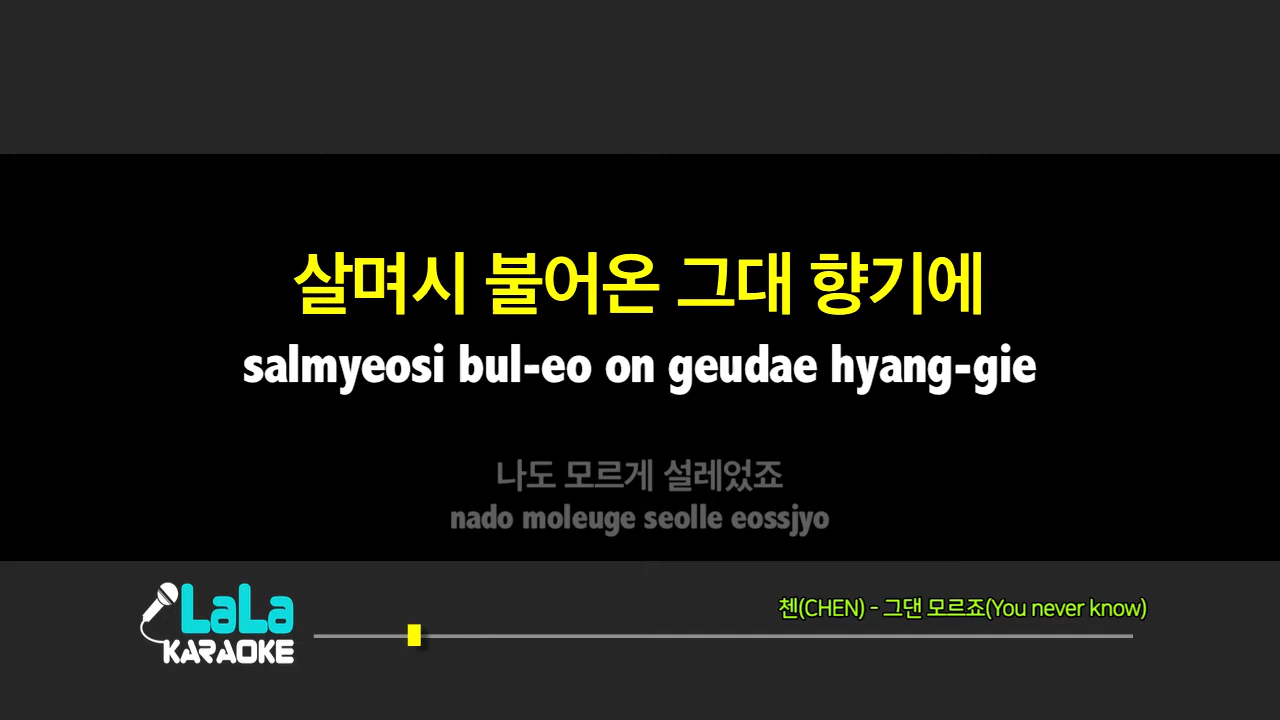 살며시 불어온 그대 향기에
salmyeosi bul-eo on geudae hyang-gie
나도 모르게 설레었죠
nado moleuge seolle eossjyo
첸(CHEN) - 그댄 모르죠(You never know)
LaLa
KARAOKE